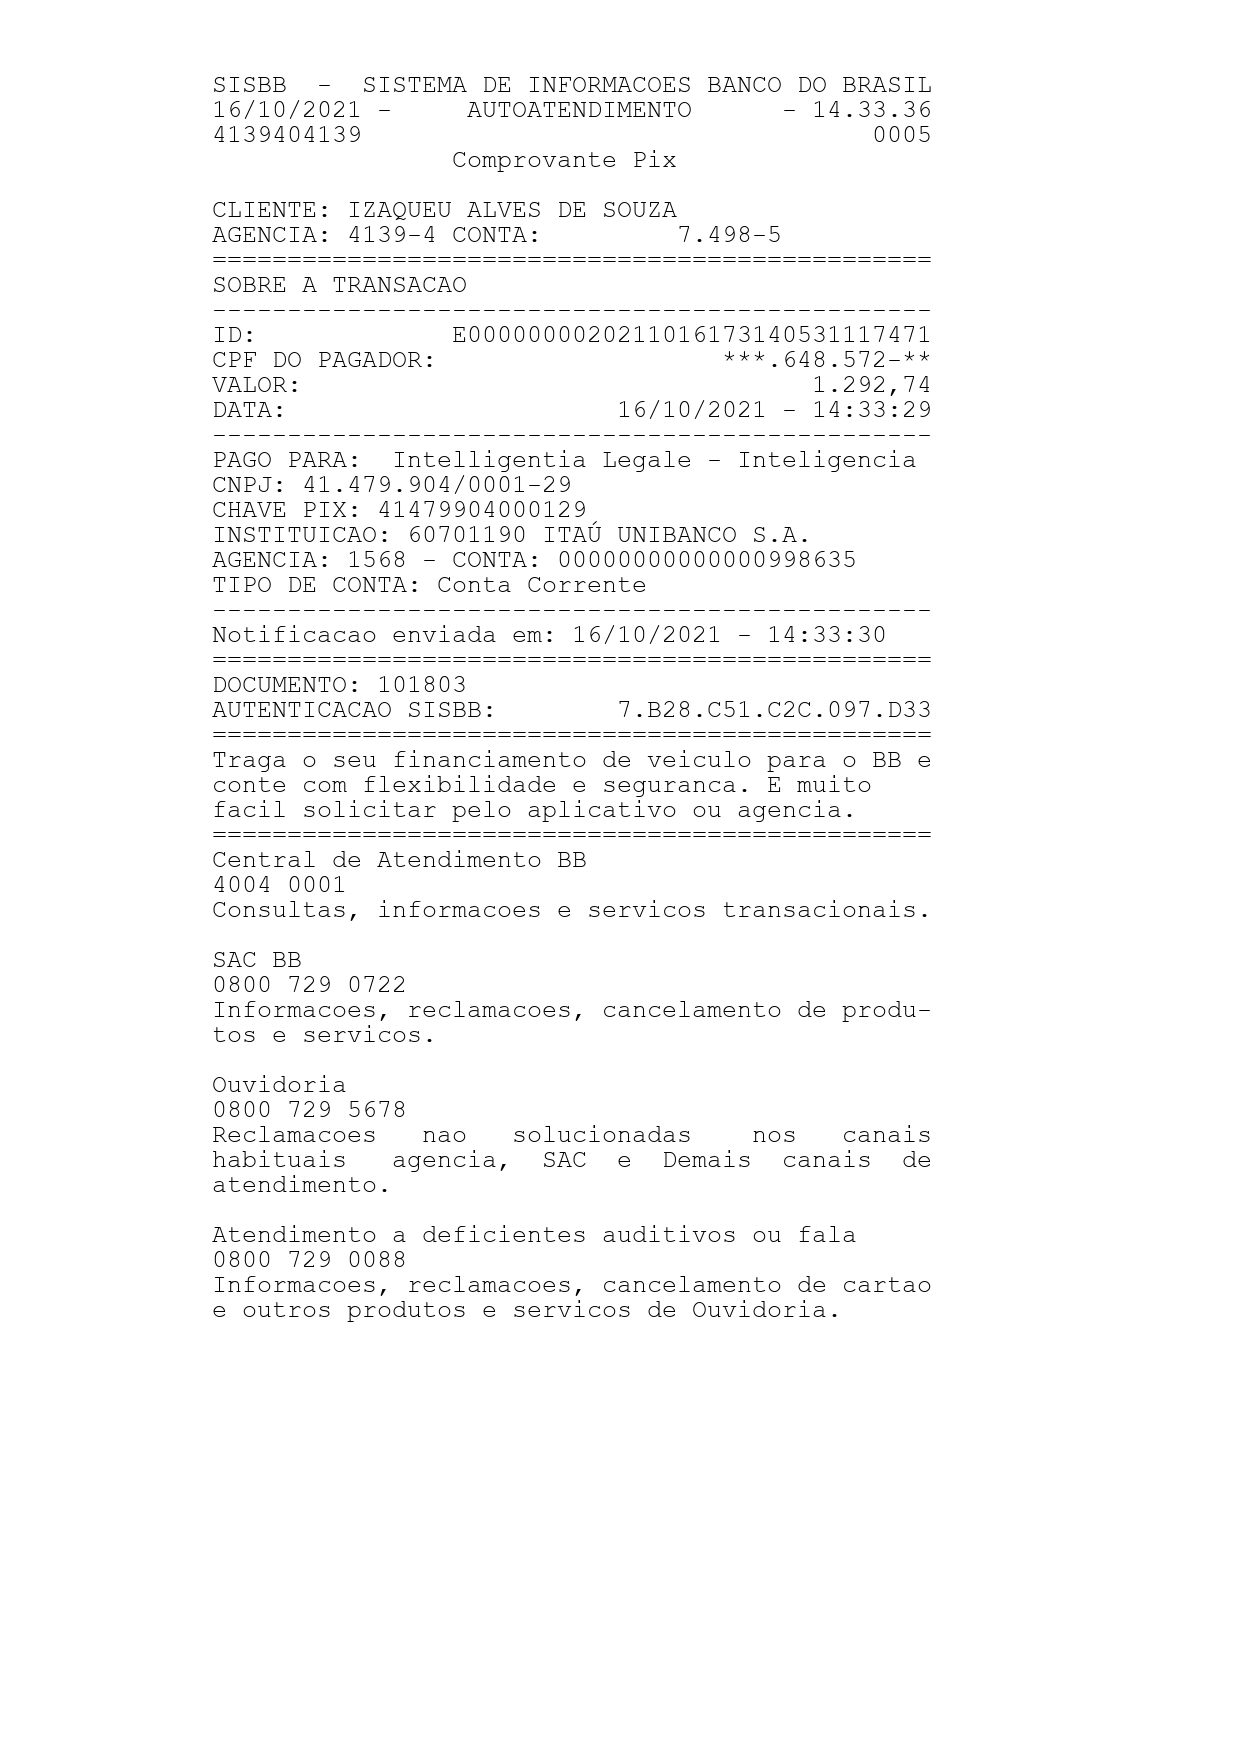 SISBB - SISTEMA DE INFORMACOES BANCO DO BRASIL
16/10/2021 - AUTOATENDIMENTO - 14.33.36
4139404139 0005
Comprovante Pix
CLIENTE: IZAQUEU ALVES DE SOUZA
AGENCIA: 4139-4 CONTA: 7.498-5
================================================
SOBRE A TRANSACAO
------------------------------------------------
ID: E0000000020211016173140531117471
CPF DO PAGADOR: ***.648.572-**
VALOR: 1.292,74
DATA: 16/10/2021 - 14:33:29
------------------------------------------------
PAGO PARA: Intelligentia Legale - Inteligencia
CNPJ: 41.479.904/0001-29
CHAVE PIX: 41479904000129
INSTITUICAO: 60701190 ITAÚ UNIBANCO S.A.
AGENCIA: 1568 - CONTA: 00000000000000998635
TIPO DE CONTA: Conta Corrente
------------------------------------------------
Notificacao enviada em: 16/10/2021 - 14:33:30
================================================
DOCUMENTO: 101803
AUTENTICACAO SISBB: 7.B28.C51.C2C.097.D33
================================================
Traga o seu financiamento de veiculo para o BB e
conte com flexibilidade e seguranca. E muito
facil solicitar pelo aplicativo ou agencia.
================================================
Central de Atendimento BB
4004 0001
Consultas, informacoes e servicos transacionais.
SAC BB
0800 729 0722
Informacoes, reclamacoes, cancelamento de produ-
tos e servicos.
Ouvidoria
0800 729 5678
Reclamacoes nao solucionadas nos canais
habituais agencia, SAC e Demais canais de
atendimento.
Atendimento a deficientes auditivos ou fala
0800 729 0088
Informacoes, reclamacoes, cancelamento de cartao
e outros produtos e servicos de Ouvidoria.